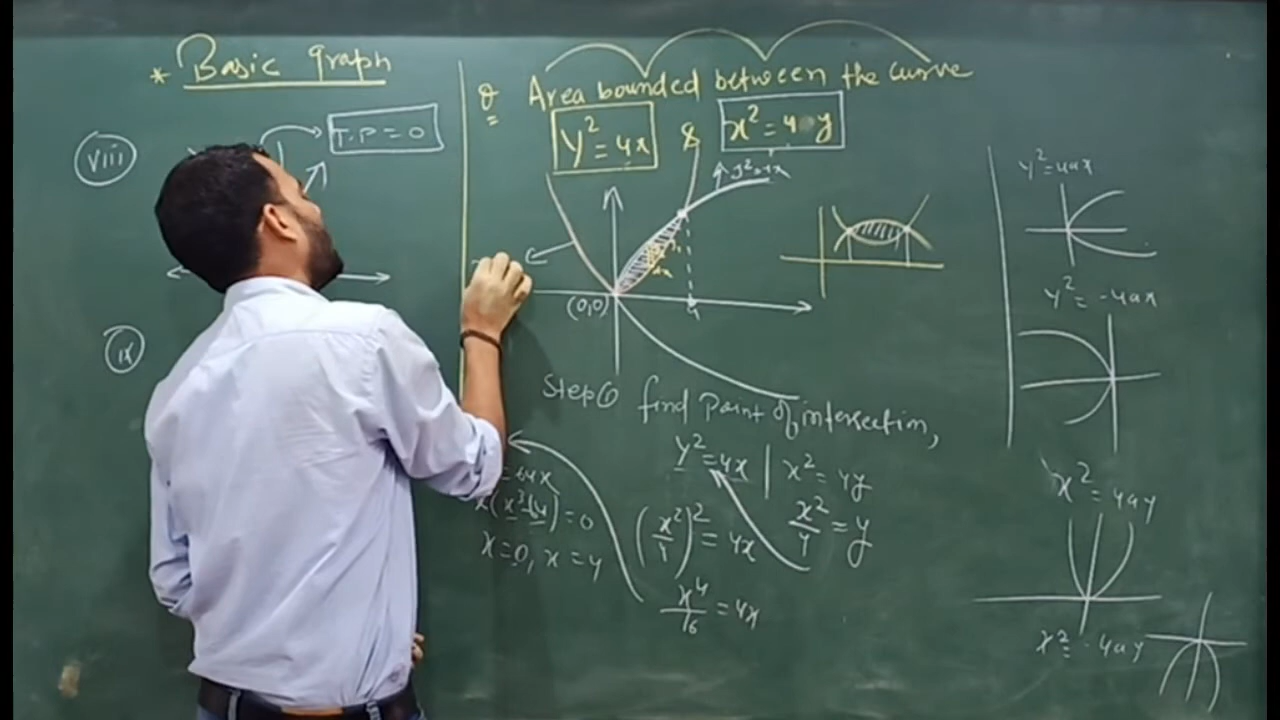 * Basic graph
viii
T.P = 0
ix
Q Area bounded between the curve
y² = 4x & x² = 4y
y² = 4x
(0,0)
4
Step① find Point of intersection,
y² = 4x | x² = 4y
(x²/4)² = 4x
x²/4 = y
x⁴/16 = 4x
= 64x
) = 0
x = 0, x = 4
y² = 4ax
y² = -4ax
x² = 4ay
x² = -4ay